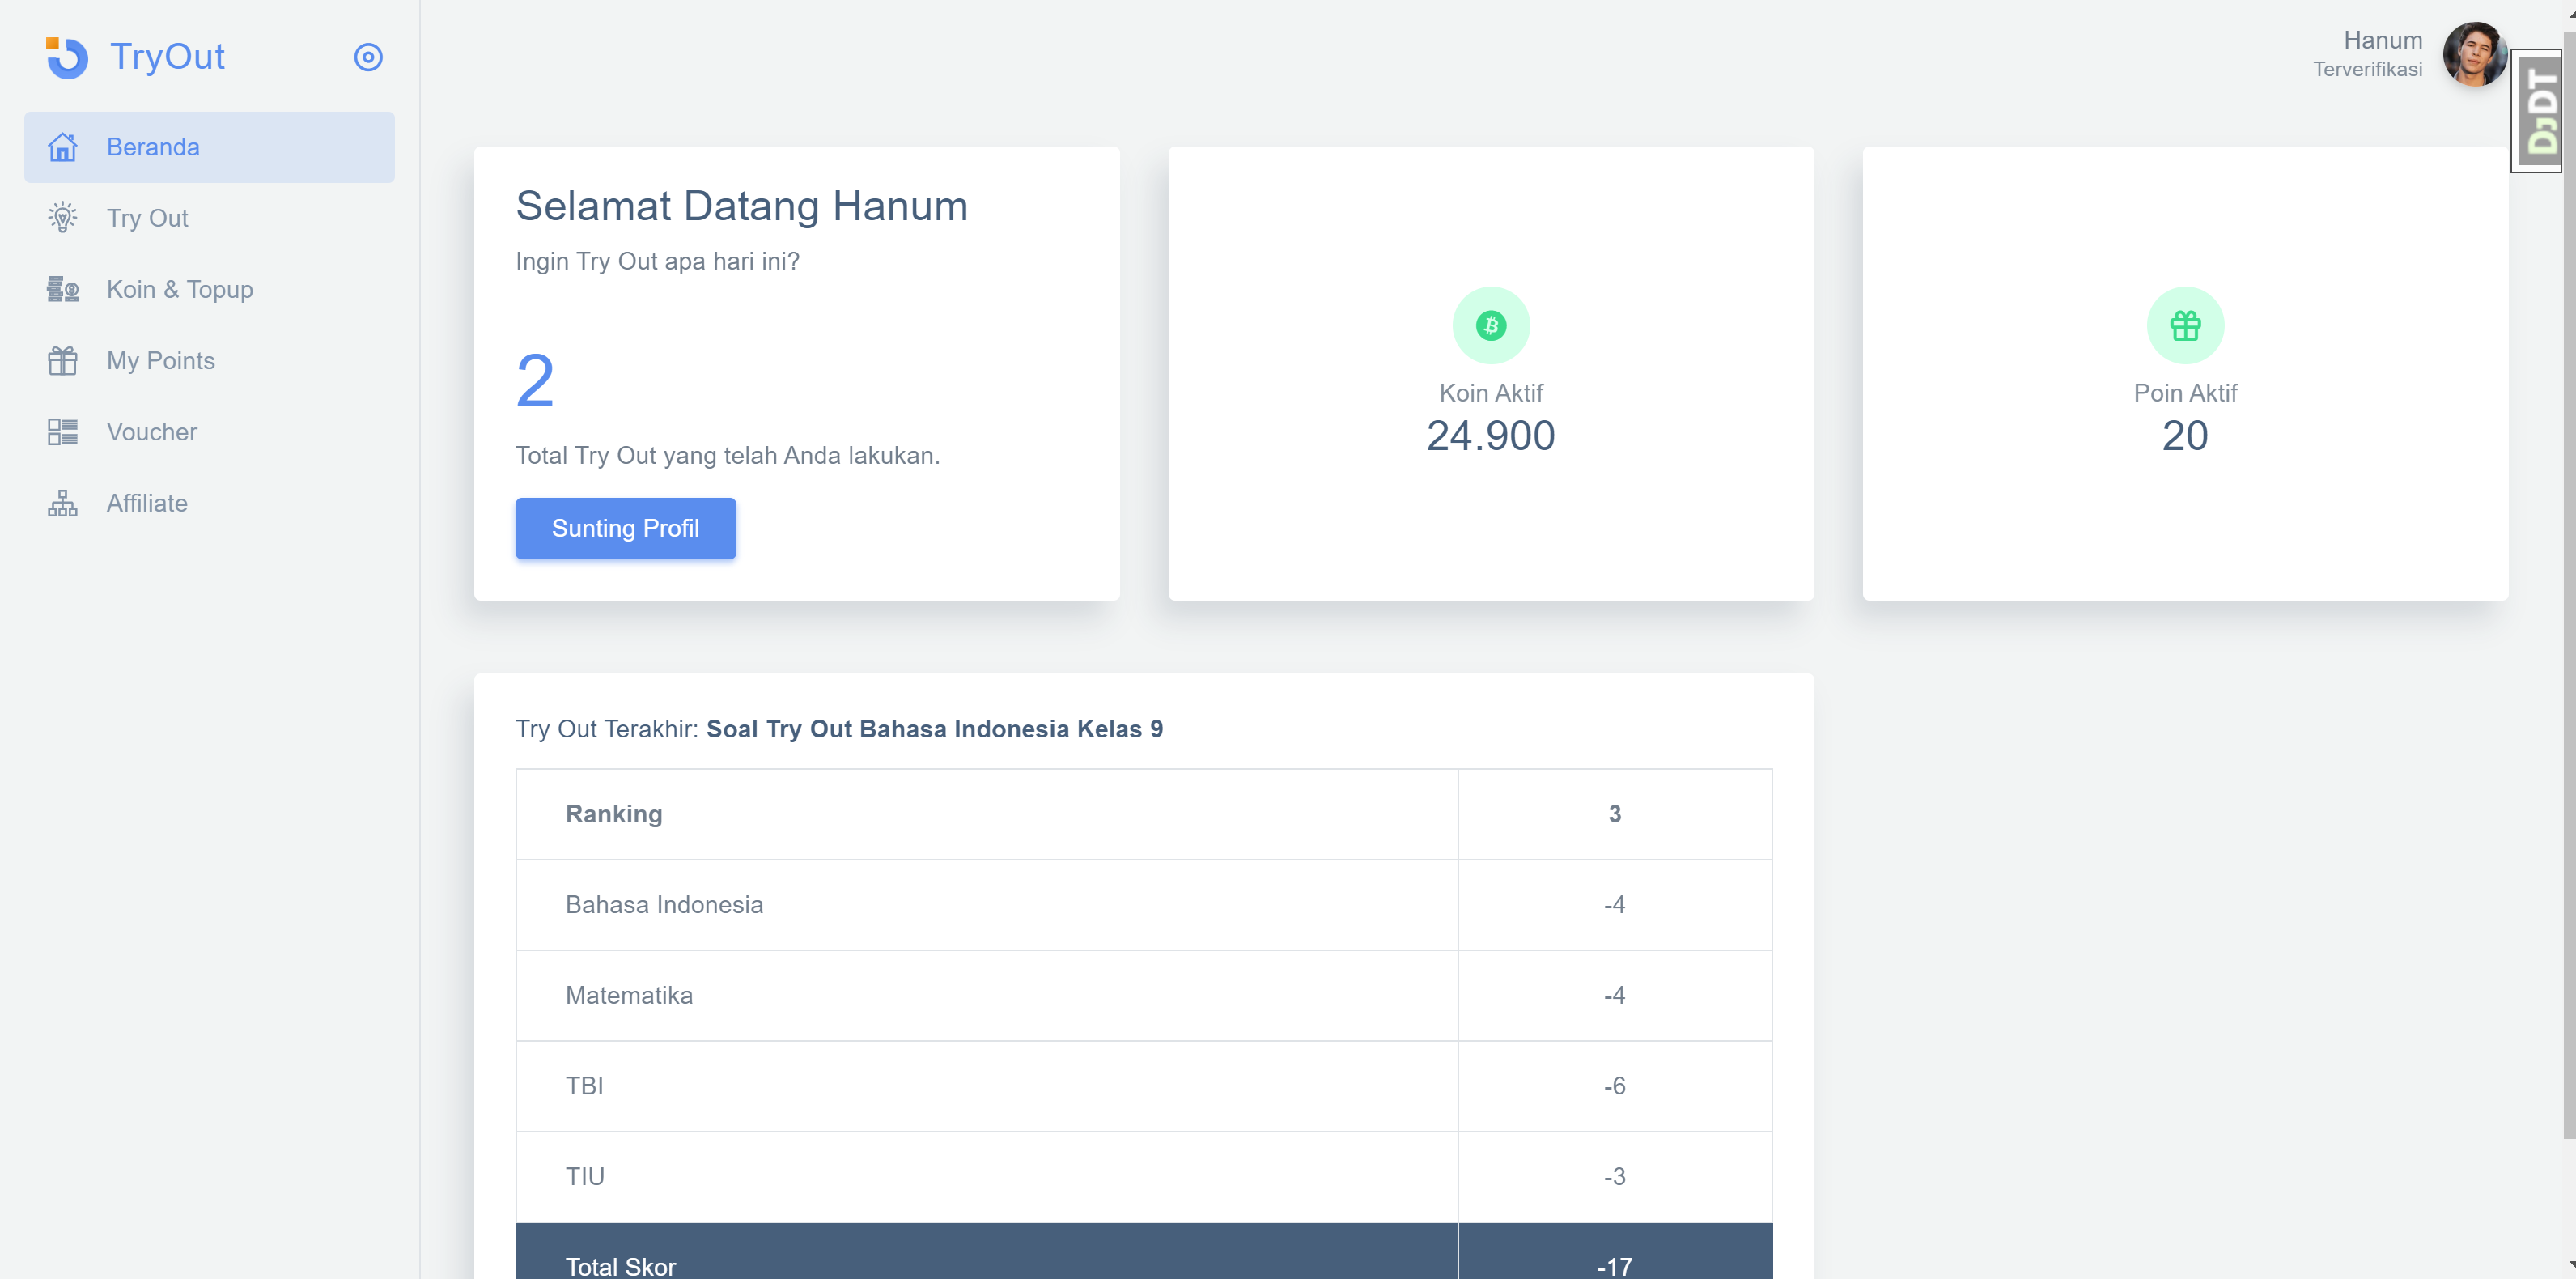 TryOut
Hanum
Terverifikasi
DjDT
Beranda
Try Out
Koin & Topup
My Points
Voucher
Affiliate
Selamat Datang Hanum
Ingin Try Out apa hari ini?
2
Total Try Out yang telah Anda lakukan.
Sunting Profil
Koin Aktif
24.900
Poin Aktif
20
Try Out Terakhir: Soal Try Out Bahasa Indonesia Kelas 9
Ranking 3
Bahasa Indonesia -4
Matematika -4
TBI -6
TIU -3
Total Skor -17